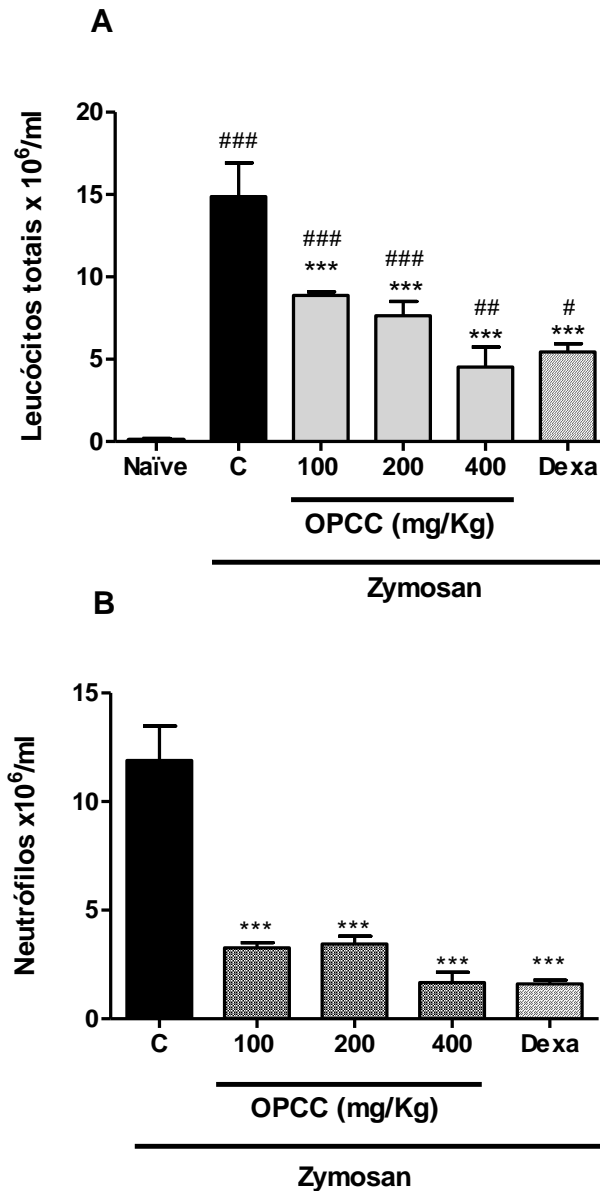 A
Leucócitos totais x 10⁶/ml
20
15
10
5
0
###
###
***
###
***
##
***
#
***
Naïve C 100 200 400 Dexa
OPCC (mg/Kg)
Zymosan
B
Neutrófilos x10⁶/ml
15
10
5
0
*** *** *** ***
C 100 200 400 Dexa
OPCC (mg/Kg)
Zymosan